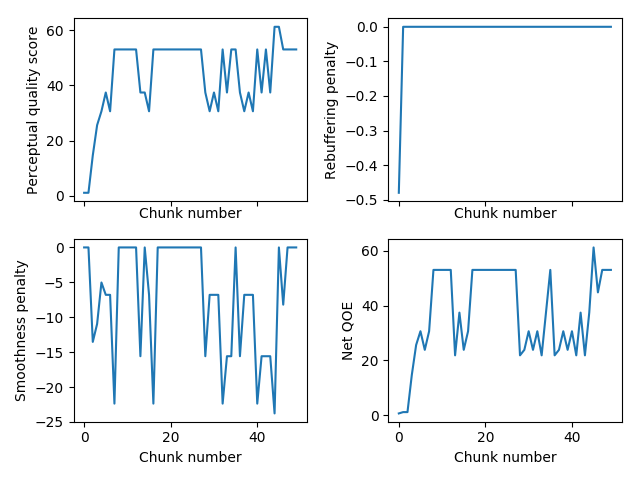 Perceptual quality score
60
40
20
0
Chunk number
Rebuffering penalty
0.0
−0.1
−0.2
−0.3
−0.4
−0.5
Chunk number
Smoothness penalty
0
−5
−10
−15
−20
−25
0 20 40
Chunk number
Net QOE
60
40
20
0
0 20 40
Chunk number